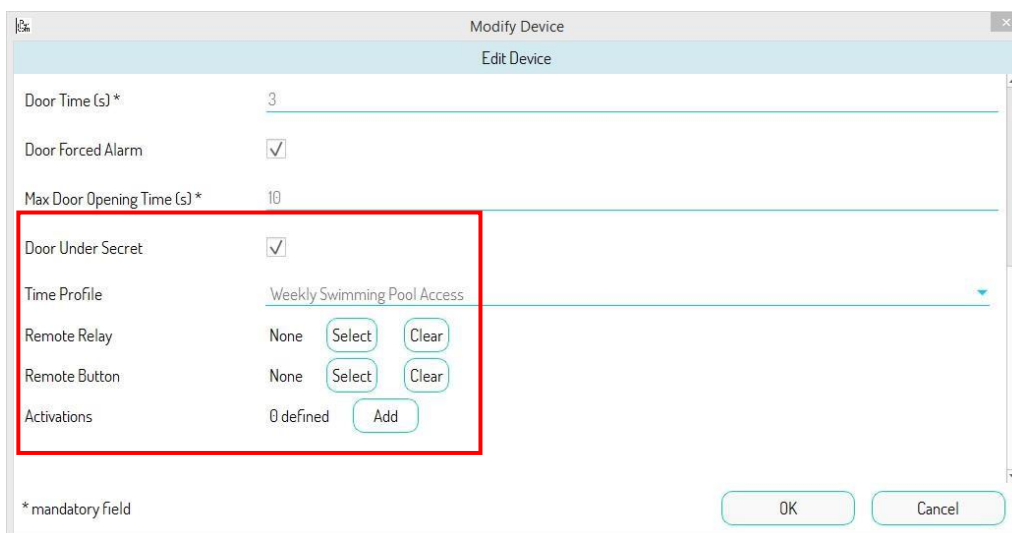 Modify Device
Edit Device
Door Time (s) * 3
Door Forced Alarm
Max Door Opening Time (s) * 10
Door Under Secret
Time Profile Weekly Swimming Pool Access
Remote Relay None Select Clear
Remote Button None Select Clear
Activations 0 defined Add
* mandatory field OK Cancel